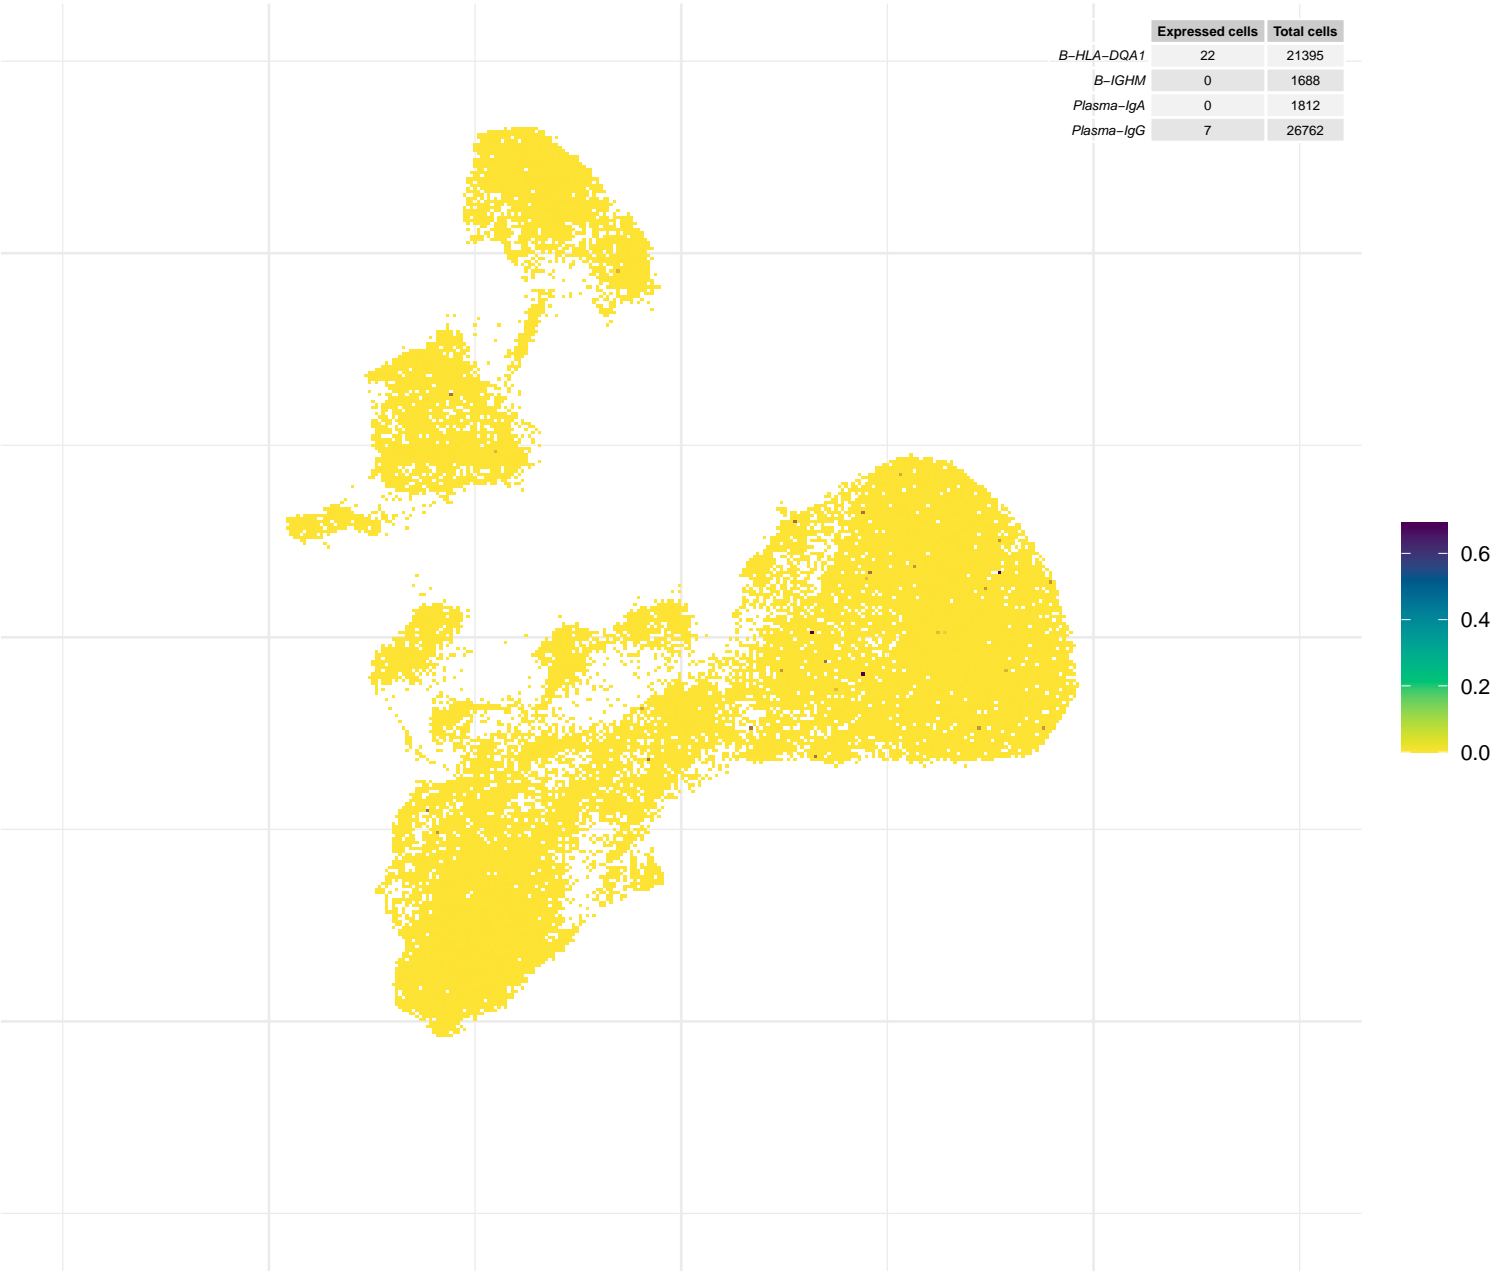 Expressed cells Total cells
B−HLA−DQA1 22 21395
B−IGHM 0 1688
Plasma−IgA 0 1812
Plasma−IgG 7 26762
0.6
0.4
0.2
0.0